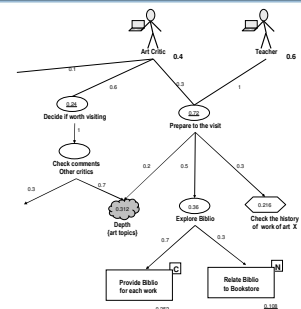 Art Critic 0.4
Teacher 0.6
0.1
0.6
0.3
1
0.24
0.72
Decide if worth visiting
Prepare to the visit
1
Check comments
Other critics
0.2
0.5
0.3
0.3
0.7
0.312
0.36
0.216
Depth
(art topics)
Explore Biblio
Check the history
of work of art X
0.7
0.3
C
N
Provide Biblio
for each work
Relate Biblio
to Bookstore
0.108